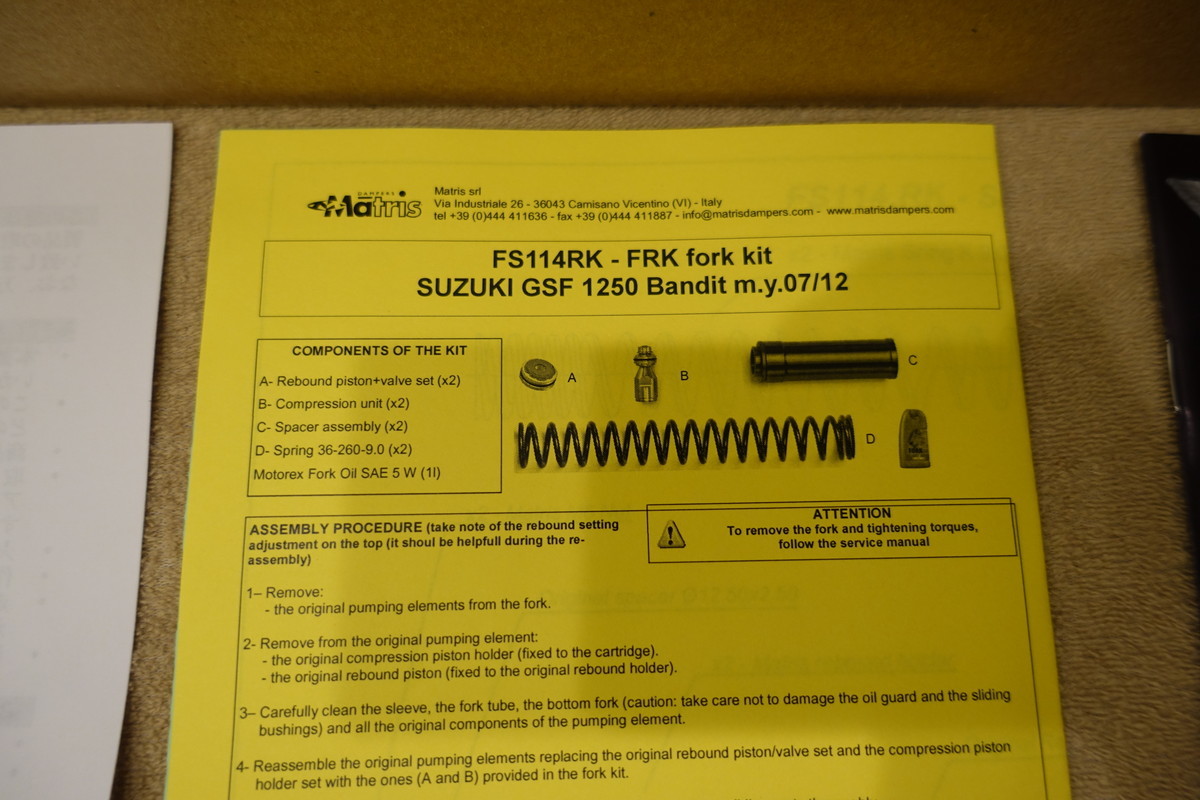 DAMPERS
Matris
Matris srl
Via Industriale 26 - 36043 Camisano Vicentino (VI) - Italy
tel +39 (0)444 411636 - fax +39 (0)444 411887 - info@matrisdampers.com - www.matrisdampers.com
FS114RK - FRK fork kit
SUZUKI GSF 1250 Bandit m.y.07/12
COMPONENTS OF THE KIT
A- Rebound piston+valve set (x2)
B- Compression unit (x2)
C- Spacer assembly (x2)
D- Spring 36-260-9.0 (x2)
Motorex Fork Oil SAE 5 W (1l)
A
B
C
D
ASSEMBLY PROCEDURE (take note of the rebound setting
adjustment on the top (it shoul be helpfull during the re-
assembly)
ATTENTION
To remove the fork and tightening torques,
follow the service manual
1– Remove:
- the original pumping elements from the fork.
2- Remove from the original pumping element:
- the original compression piston holder (fixed to the cartridge).
- the original rebound piston (fixed to the original rebound holder).
3– Carefully clean the sleeve, the fork tube, the bottom fork (caution: take care not to damage the oil guard and the sliding
bushings) and all the original components of the pumping element.
4- Reassemble the original pumping elements replacing the original rebound piston/valve set and the compression piston
holder set with the ones (A and B) provided in the fork kit.